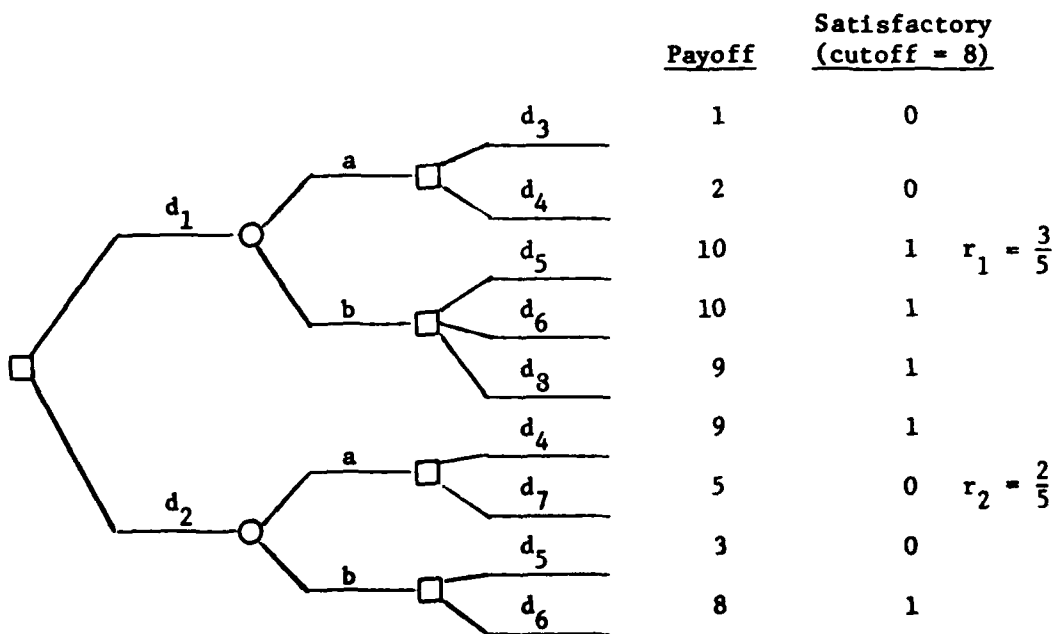 Satisfactory
Payoff (cutoff = 8)
d3 1 0
a
d4 2 0
d1
d5 10 1 r1 = 3/5
b d6 10 1
d8 9 1
d4 9 1
a
d7 5 0 r2 = 2/5
d2
d5 3 0
b
d6 8 1